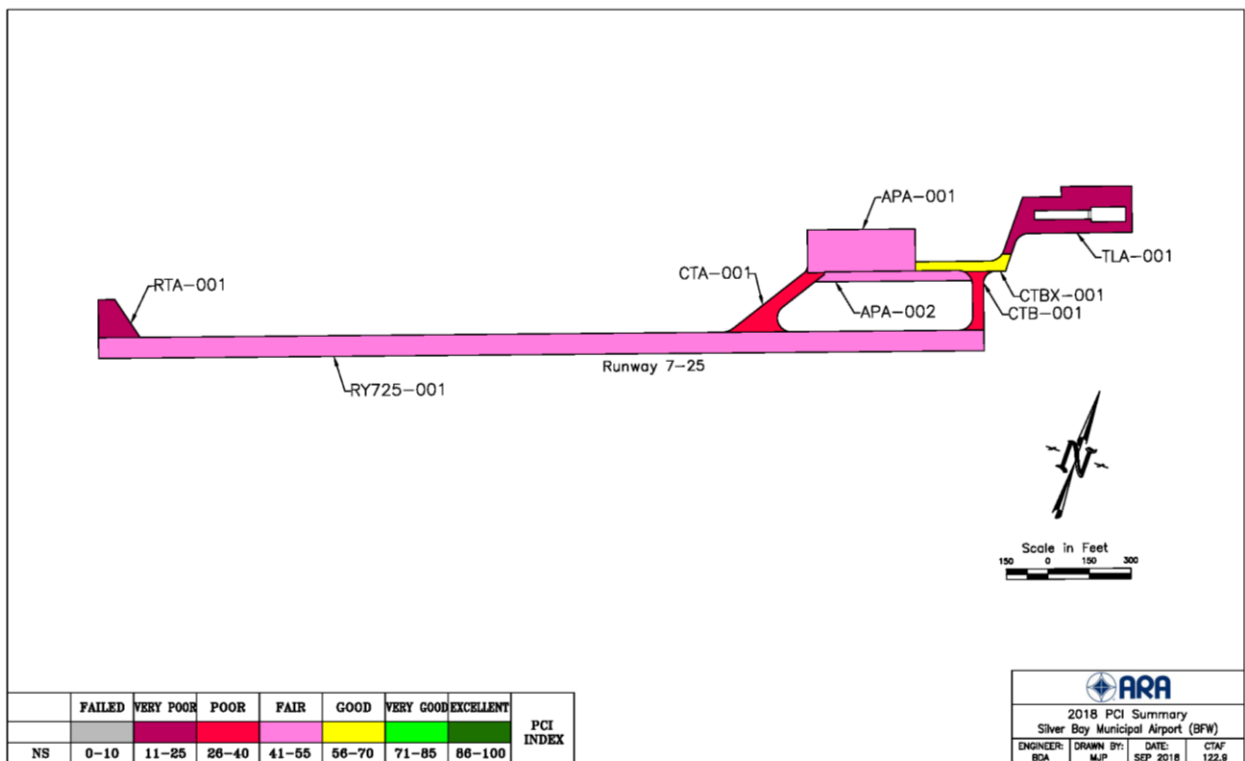 APA-001
RTA-001
CTA-001
TLA-001
CTBX-001
CTB-001
APA-002
Runway 7-25
RY725-001
N
Scale in Feet
150 0 150 300
FAILED VERY POOR POOR FAIR GOOD VERY GOOD EXCELLENT
PCI
INDEX
NS 0-10 11-25 26-40 41-55 56-70 71-85 86-100
ARA
2018 PCI Summary
Silver Bay Municipal Airport (BFW)
ENGINEER: DRAWN BY: DATE: CTAF
BDA MJP SEP 2018 122.9